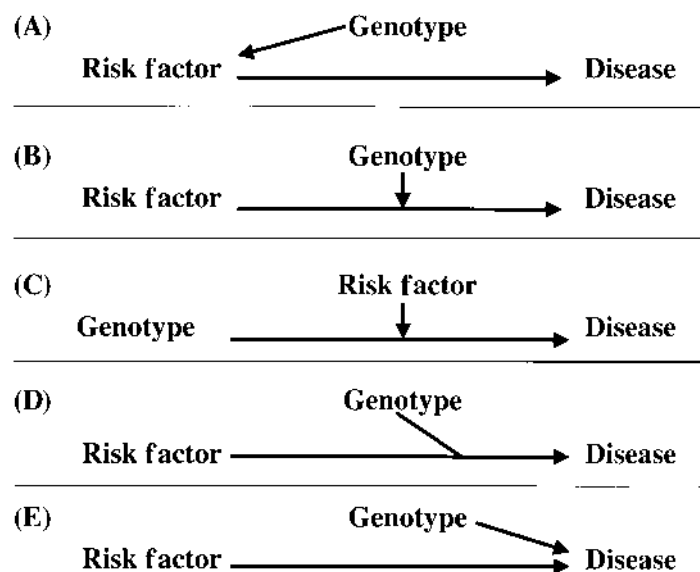 (A) Genotype
Risk factor Disease
(B) Genotype
Risk factor Disease
(C) Risk factor
Genotype Disease
(D) Genotype
Risk factor Disease
(E) Genotype
Risk factor Disease